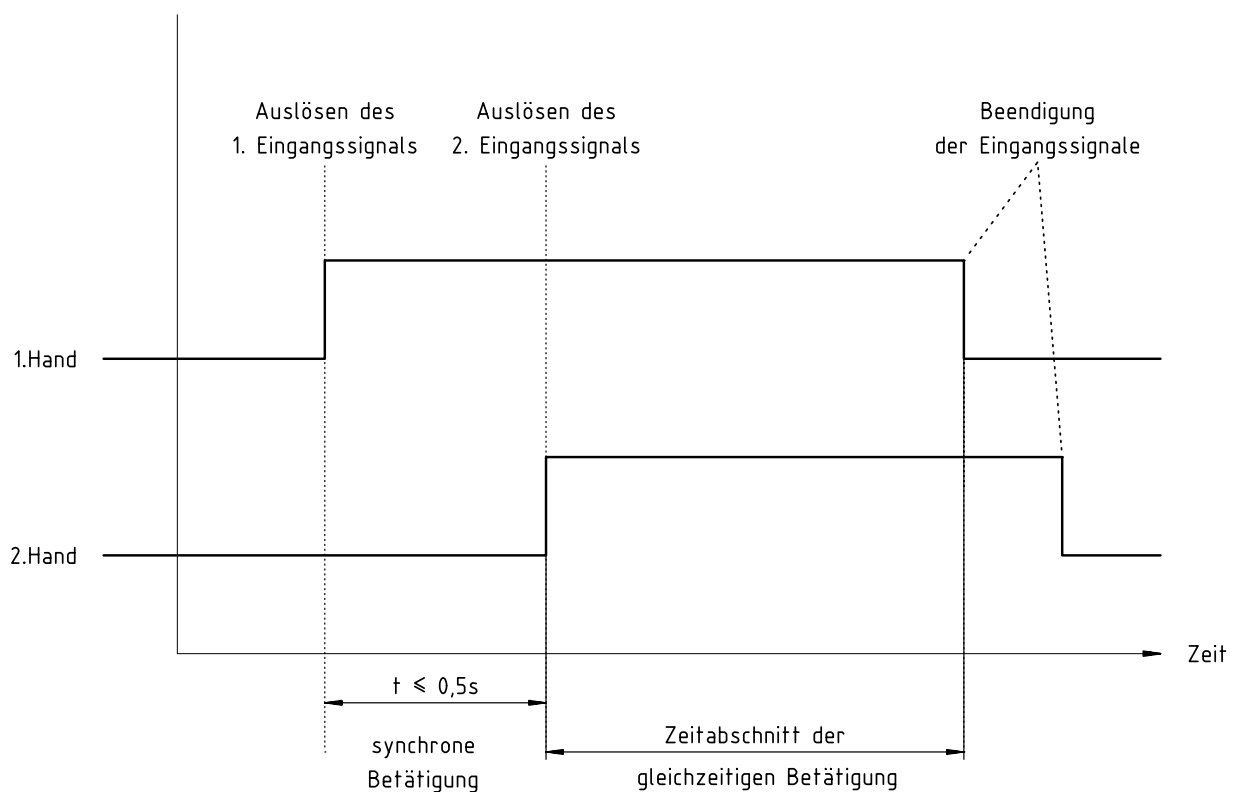 Auslösen des
1. Eingangssignals
Auslösen des
2. Eingangssignals
Beendigung
der Eingangssignale
1.Hand
2.Hand
Zeit
t ⩽ 0,5s
synchrone
Betätigung
Zeitabschnitt der
gleichzeitigen Betätigung